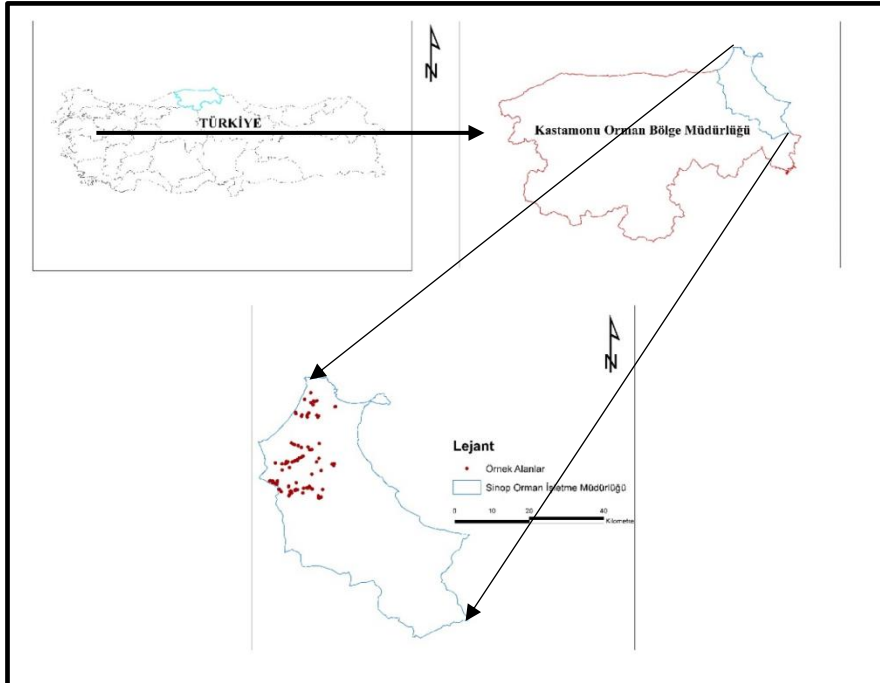 N
TÜRKİYE
Kastamonu Orman Bölge Müdürlüğü
N
Lejant
Örnek Alanlar
Sinop Orman İşletme Müdürlüğü
0 10 20 40
Kilometre